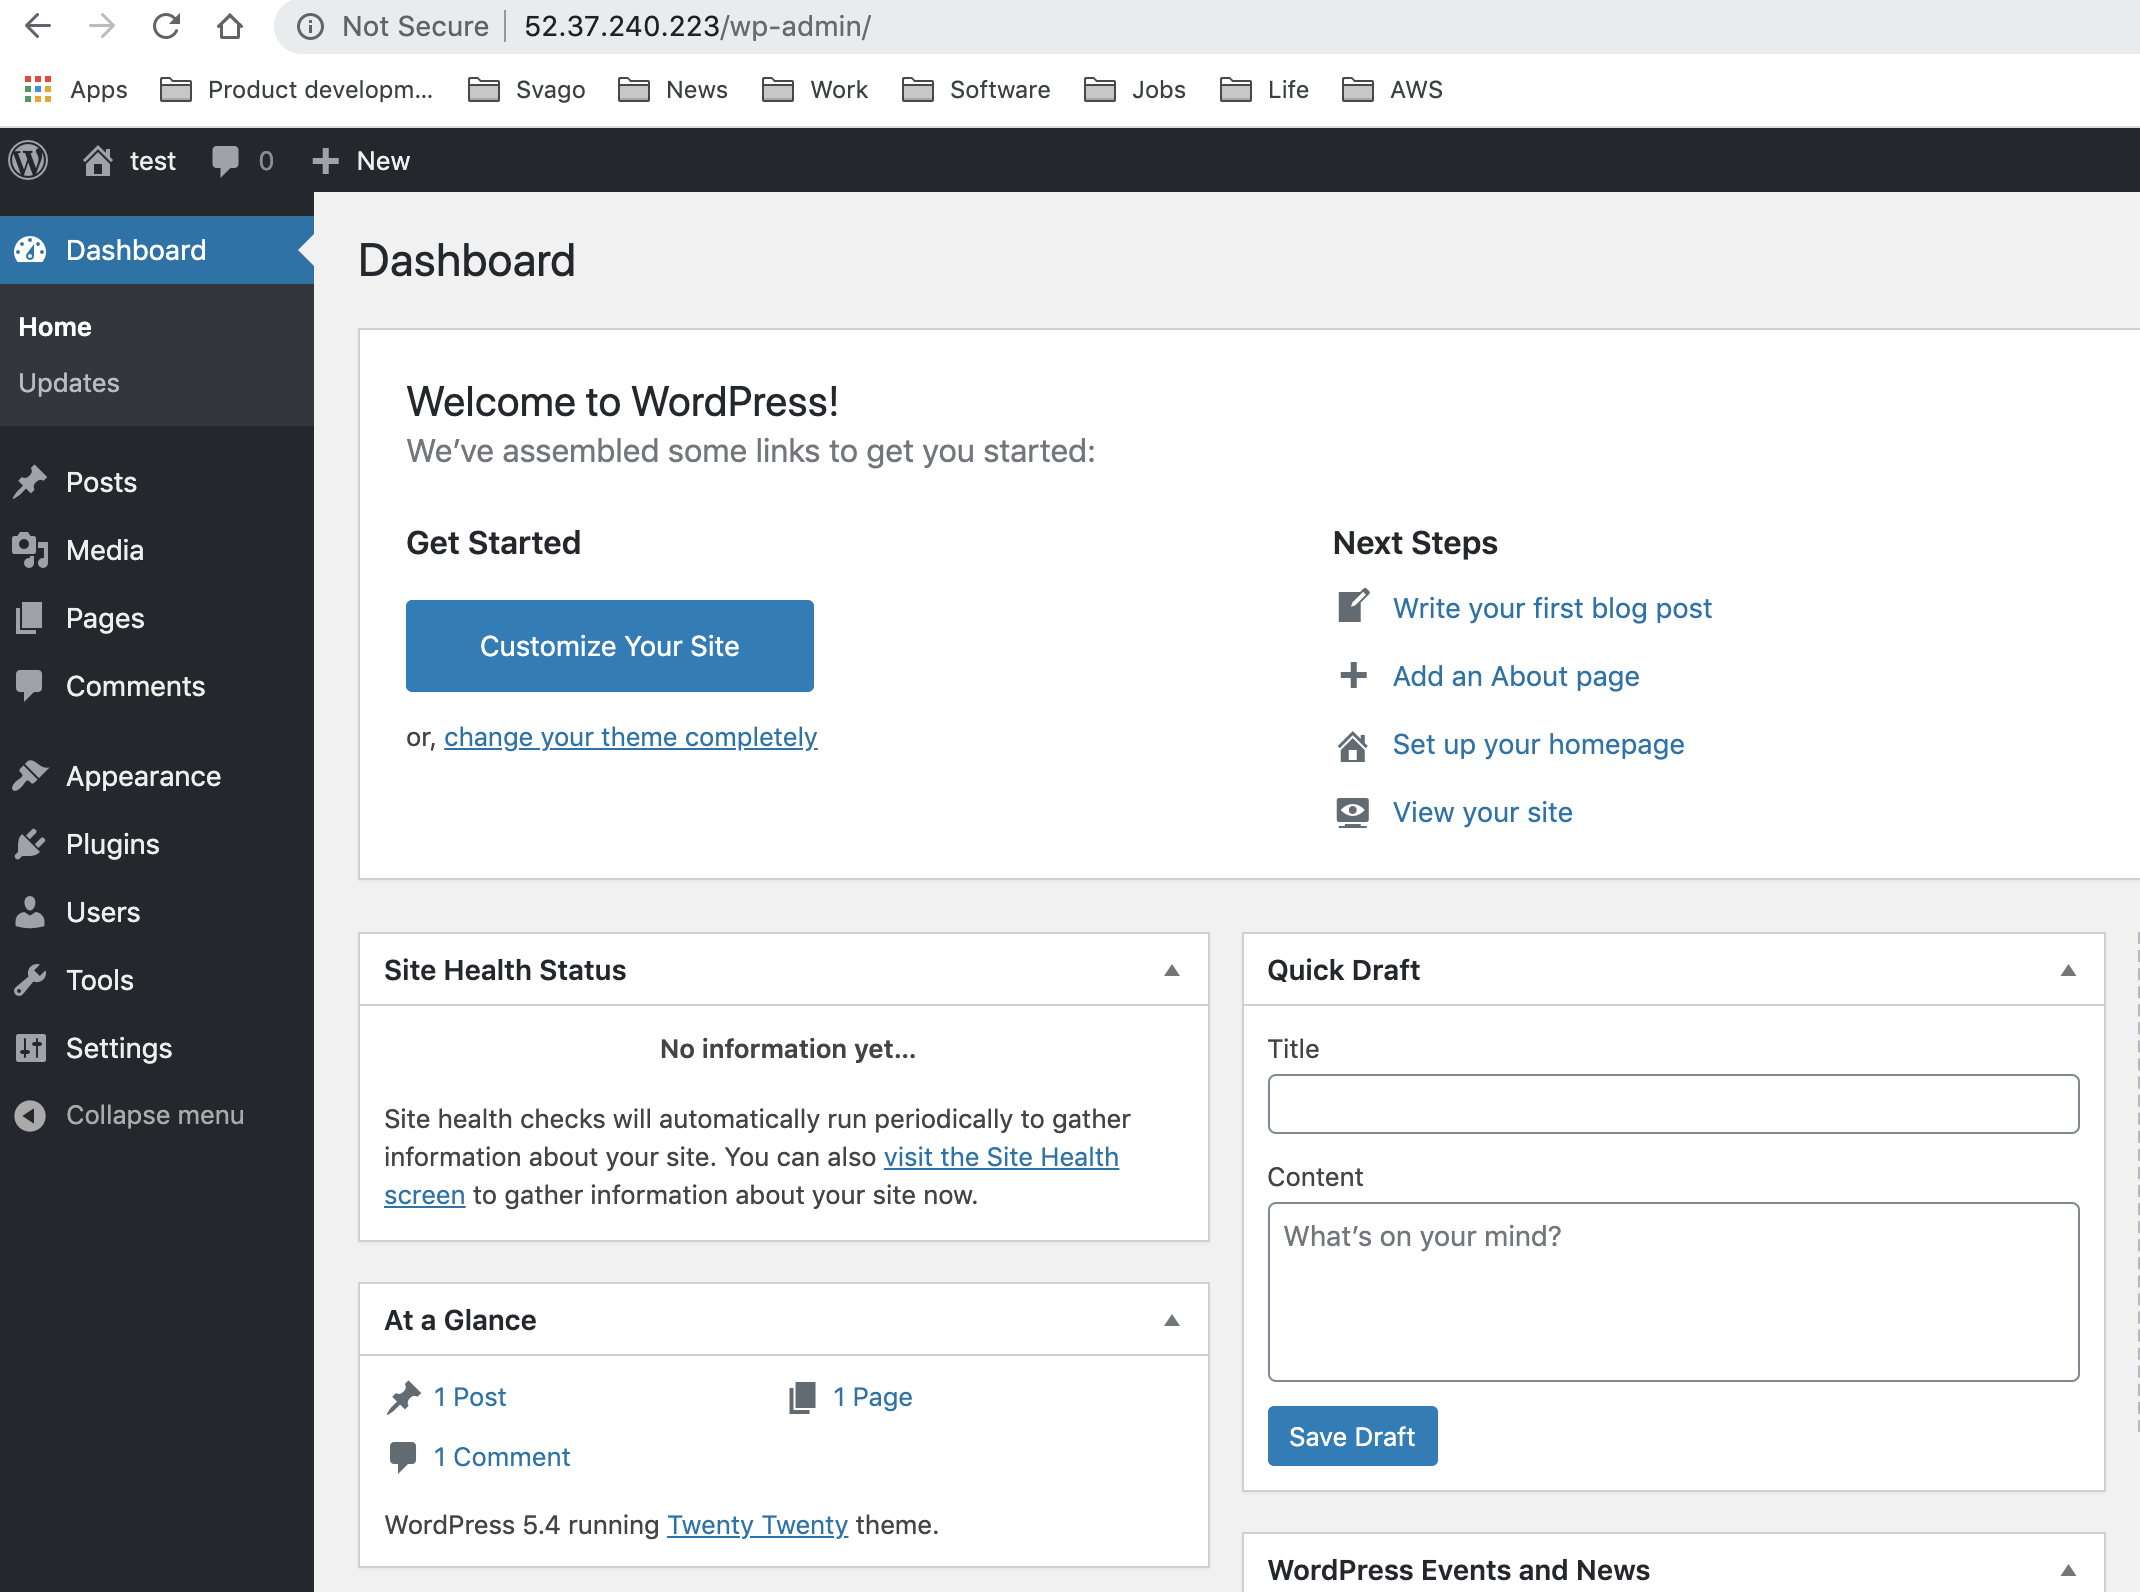 Not Secure | 52.37.240.223/wp-admin/
Apps Product developm... Svago News Work Software Jobs Life AWS
test 0 New
Dashboard
Home
Updates
Posts
Media
Pages
Comments
Appearance
Plugins
Users
Tools
Settings
Collapse menu
Dashboard
Welcome to WordPress!
We’ve assembled some links to get you started:
Get Started
Customize Your Site
or, change your theme completely
Next Steps
Write your first blog post
Add an About page
Set up your homepage
View your site
Site Health Status
No information yet...
Site health checks will automatically run periodically to gather
information about your site. You can also visit the Site Health
screen to gather information about your site now.
At a Glance
1 Post
1 Page
1 Comment
WordPress 5.4 running Twenty Twenty theme.
Quick Draft
Title
Content
What’s on your mind?
Save Draft
WordPress Events and News